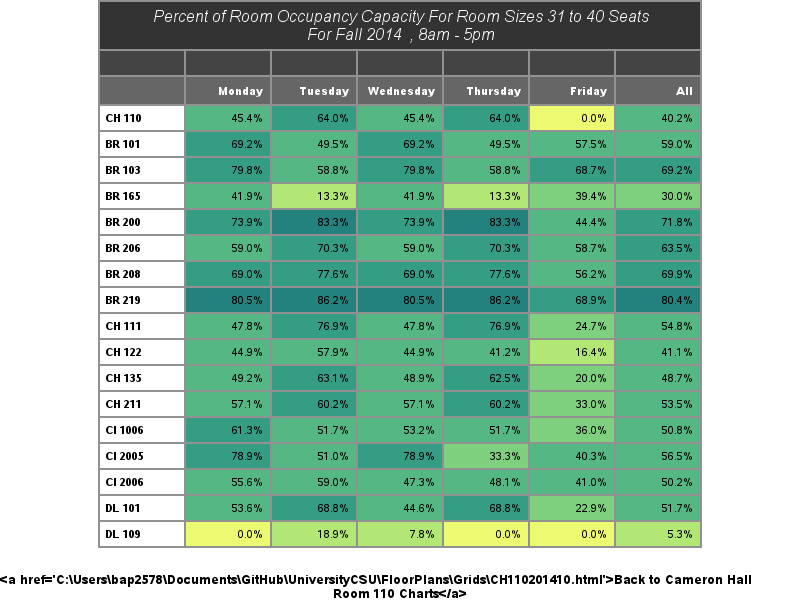 Percent of Room Occupancy Capacity For Room Sizes 31 to 40 Seats
For Fall 2014 , 8am - 5pm
Monday Tuesday Wednesday Thursday Friday All
CH 110 45.4% 64.0% 45.4% 64.0% 0.0% 40.2%
BR 101 69.2% 49.5% 69.2% 49.5% 57.5% 59.0%
BR 103 79.8% 58.8% 79.8% 58.8% 68.7% 69.2%
BR 165 41.9% 13.3% 41.9% 13.3% 39.4% 30.0%
BR 200 73.9% 83.3% 73.9% 83.3% 44.4% 71.8%
BR 206 59.0% 70.3% 59.0% 70.3% 58.7% 63.5%
BR 208 69.0% 77.6% 69.0% 77.6% 56.2% 69.9%
BR 219 80.5% 86.2% 80.5% 86.2% 68.9% 80.4%
CH 111 47.8% 76.9% 47.8% 76.9% 24.7% 54.8%
CH 122 44.9% 57.9% 44.9% 41.2% 16.4% 41.1%
CH 135 49.2% 63.1% 48.9% 62.5% 20.0% 48.7%
CH 211 57.1% 60.2% 57.1% 60.2% 33.0% 53.5%
CI 1006 61.3% 51.7% 53.2% 51.7% 36.0% 50.8%
CI 2005 78.9% 51.0% 78.9% 33.3% 40.3% 56.5%
CI 2006 55.6% 59.0% 47.3% 48.1% 41.0% 50.2%
DL 101 53.6% 68.8% 44.6% 68.8% 22.9% 51.7%
DL 109 0.0% 18.9% 7.8% 0.0% 0.0% 5.3%
<a href='C:\Users\bap2578\Documents\GitHub\UniversityCSU\FloorPlans\Grids\CH110201410.html'>Back to Cameron Hall
Room 110 Charts</a>